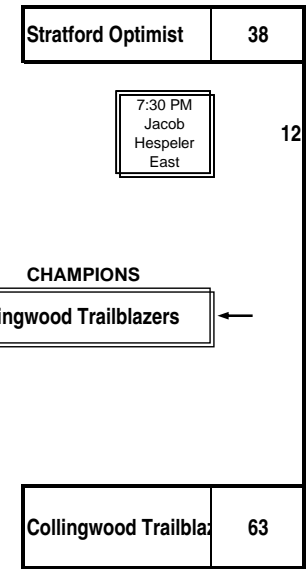 Stratford Optimist 38
7:30 PM
Jacob
Hespeler
East
12
CHAMPIONS
ingwood Trailblazers
Collingwood Trailblaz 63